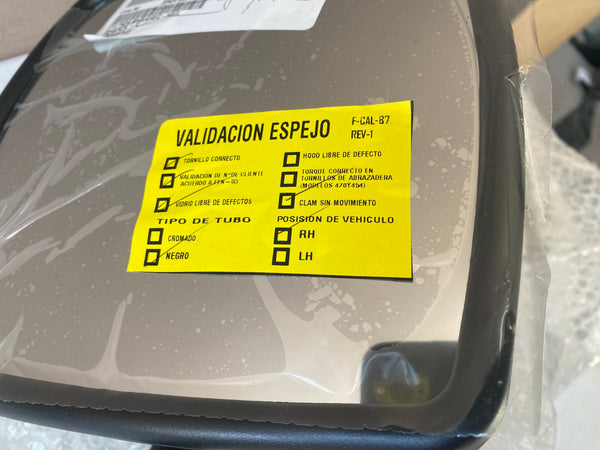 VALIDACION ESPEJO
F-CAL-87
REV-1
TORNILLO CORRECTO
VALIDACION DE N°DE CLIENTE
ACUERDO A FEN-03
VIDRIO LIBRE DE DEFECTOS
TIPO DE TUBO
CROMADO
NEGRO
HOOD LIBRE DE DEFECTO
TORQUE CORRECTO EN
TORNILLOS DE ABRAZADERA
(MODELOS 478Y454)
CLAM SIN MOVIMIENTO
POSICION DE VEHICULO
RH
LH